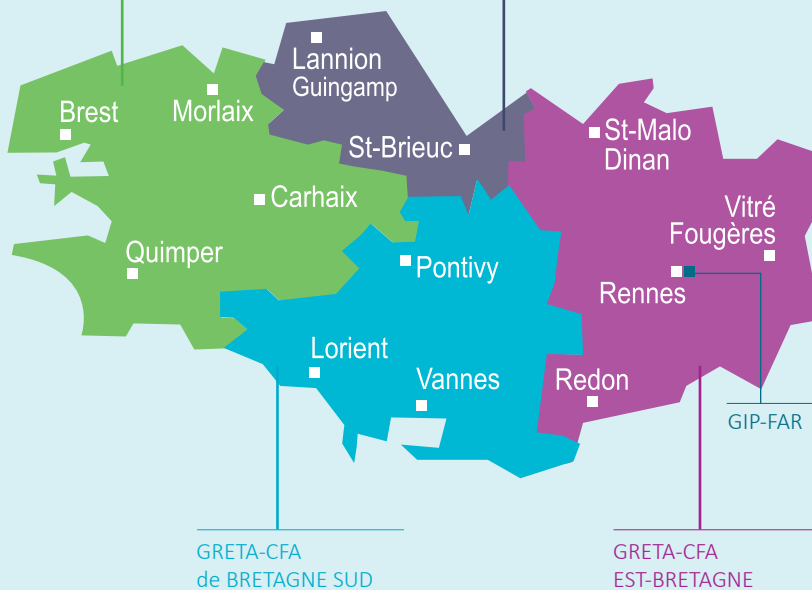 Lannion
Guingamp
Brest
Morlaix
St-Brieuc
St-Malo
Dinan
Carhaix
Vitré
Fougères
Quimper
Pontivy
Rennes
Lorient
Vannes
Redon
GIP-FAR
GRETA-CFA
de BRETAGNE SUD
GRETA-CFA
EST-BRETAGNE